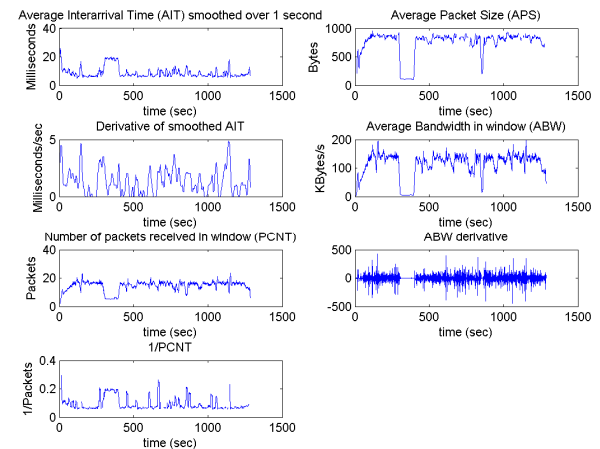 Average Interarrival Time (AIT) smoothed over 1 second
Milliseconds
40
20
0
0 500 1000 1500
time (sec)
Average Packet Size (APS)
Bytes
1000
500
0
0 500 1000 1500
time (sec)
Derivative of smoothed AIT
Milliseconds/sec
5
0
0 500 1000 1500
time (sec)
Average Bandwidth in window (ABW)
KBytes/s
200
100
0
0 500 1000 1500
time (sec)
Number of packets received in window (PCNT)
Packets
40
20
0
0 500 1000 1500
time (sec)
ABW derivative
500
0
-500
0 500 1000 1500
time (sec)
1/PCNT
1/Packets
0.4
0.2
0
0 500 1000 1500
time (sec)